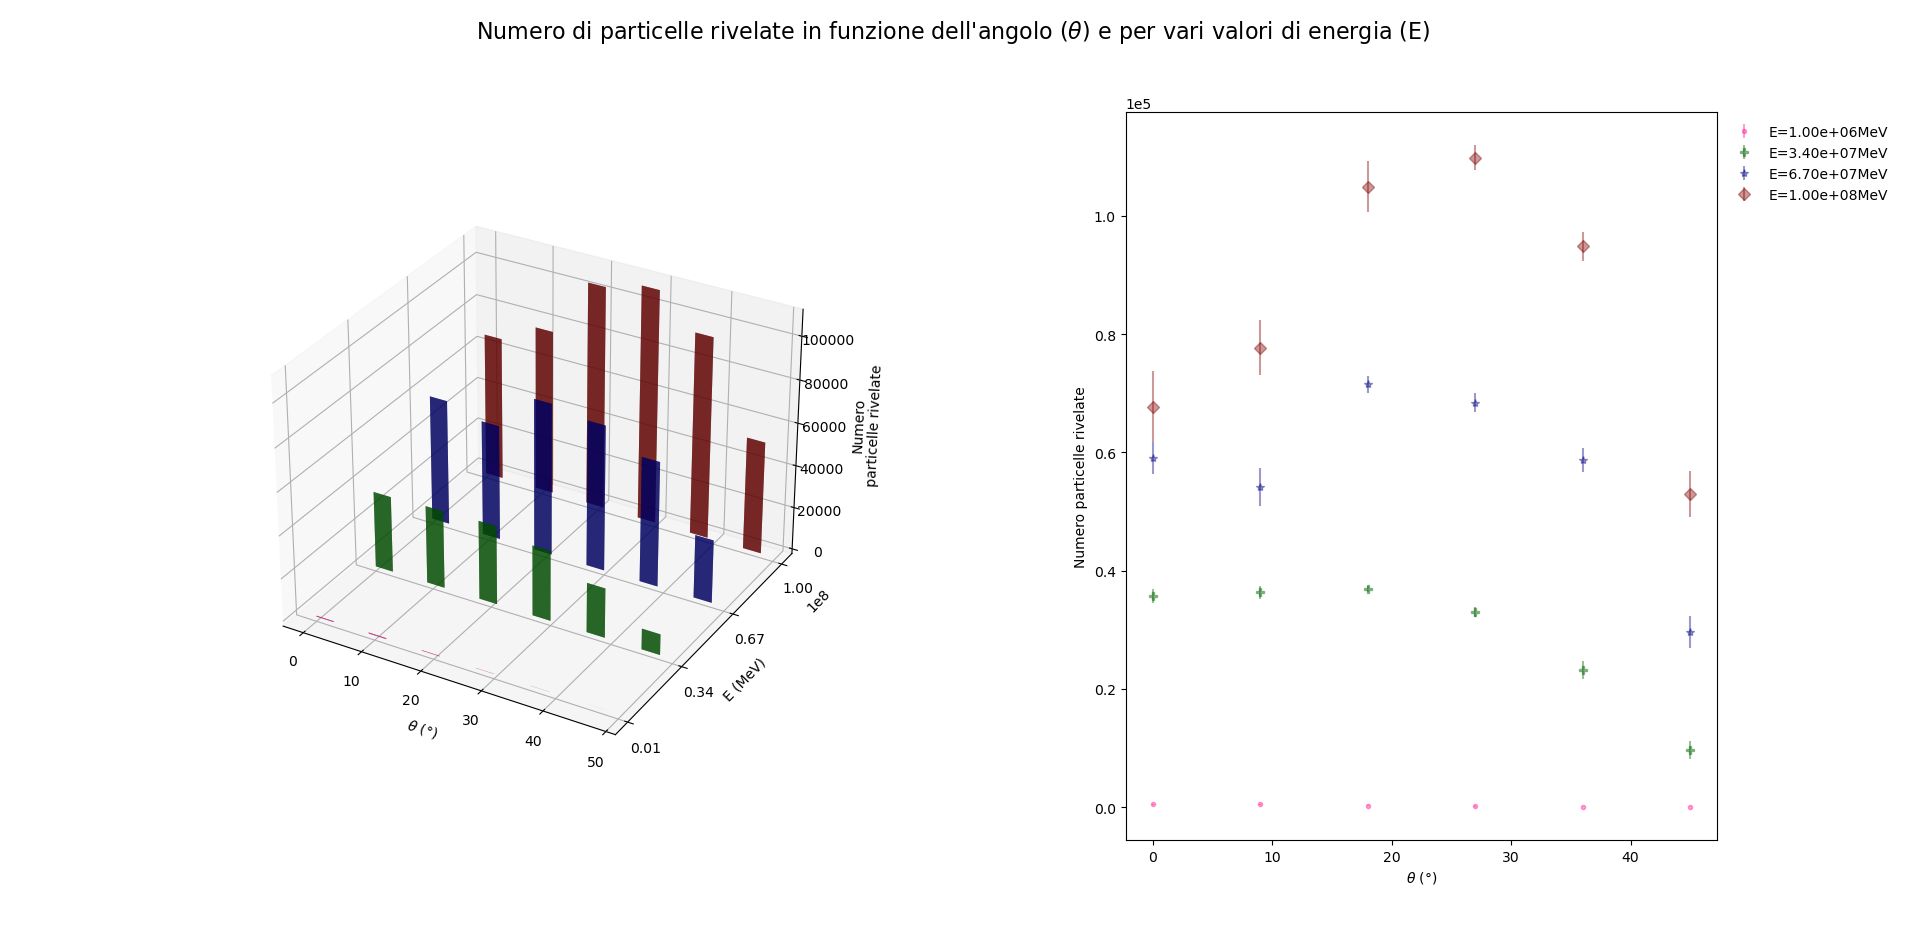 Numero di particelle rivelate in funzione dell'angolo (θ) e per vari valori di energia (E)
100000
80000
60000
40000
20000
0
Numero
particelle rivelate
1e8
1.00
0.67
0.34
0.01
E (MeV)
0
10
20
30
40
50
θ (°)
1e5
1.0
0.8
0.6
0.4
0.2
0.0
Numero particelle rivelate
0
10
20
30
40
θ (°)
E=1.00e+06MeV
E=3.40e+07MeV
E=6.70e+07MeV
E=1.00e+08MeV